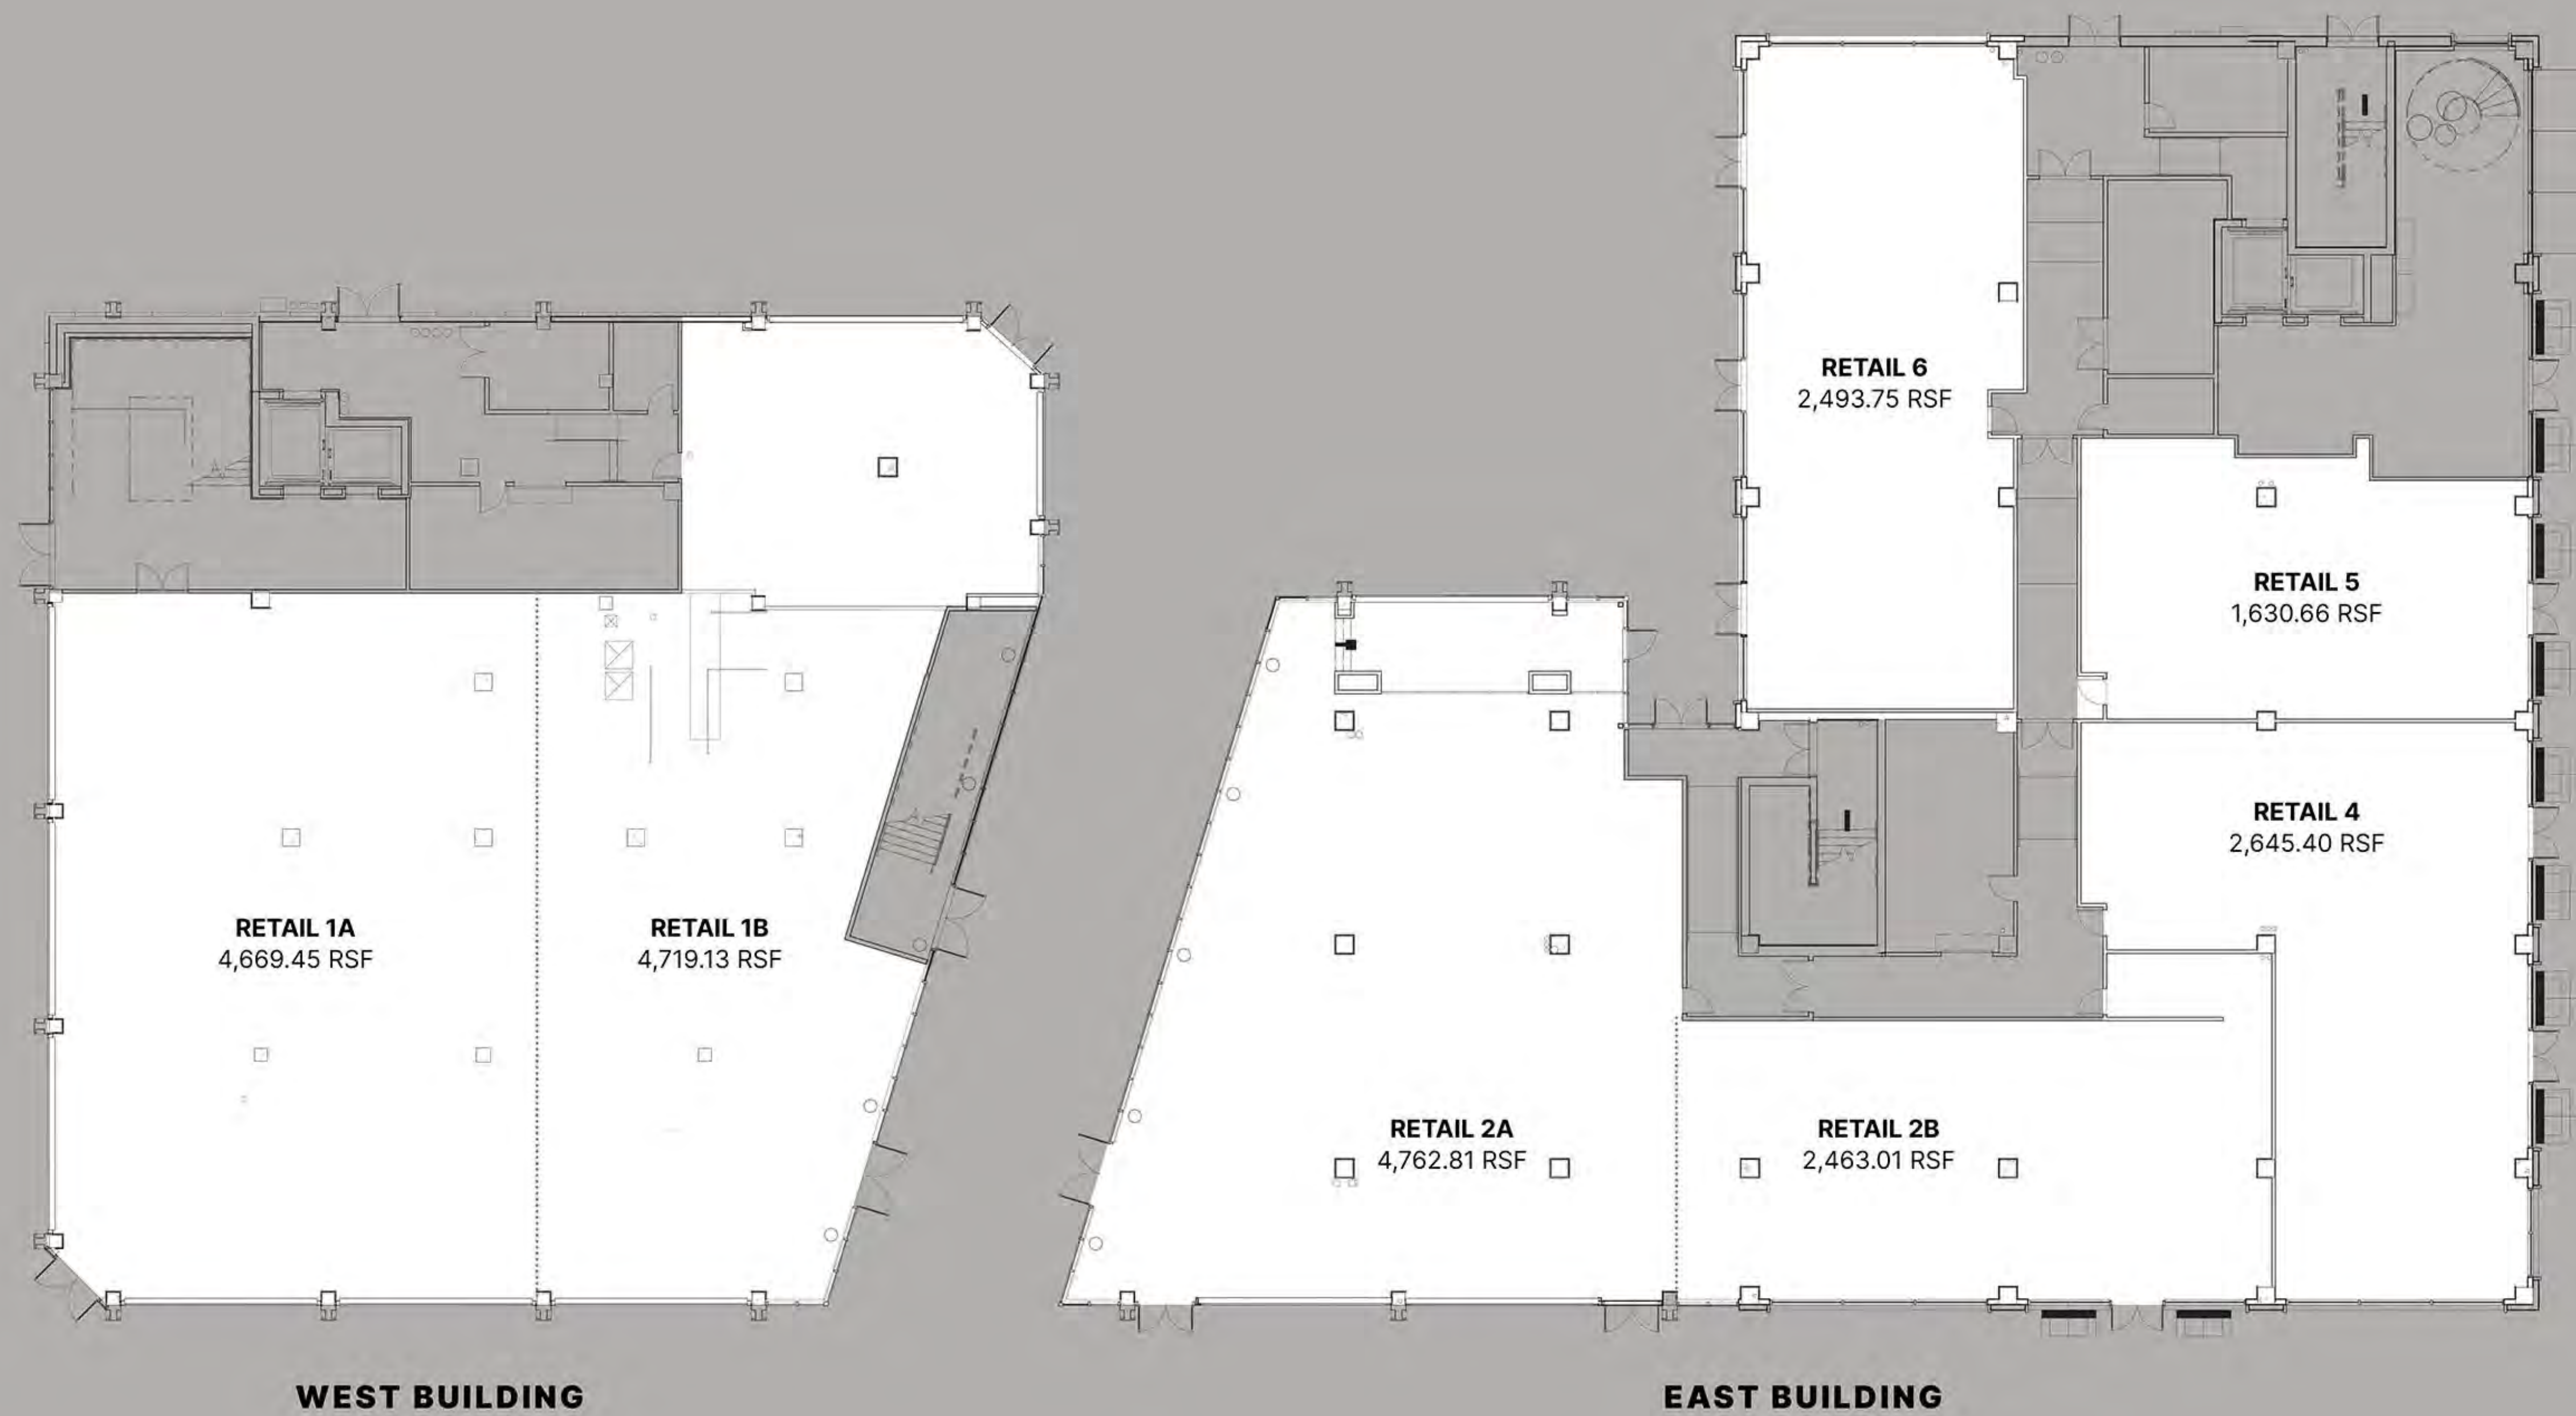 RETAIL 6
2,493.75 RSF
RETAIL 5
1,630.66 RSF
RETAIL 4
2,645.40 RSF
RETAIL 1A
4,669.45 RSF
RETAIL 1B
4,719.13 RSF
RETAIL 2A
4,762.81 RSF
RETAIL 2B
2,463.01 RSF
WEST BUILDING
EAST BUILDING